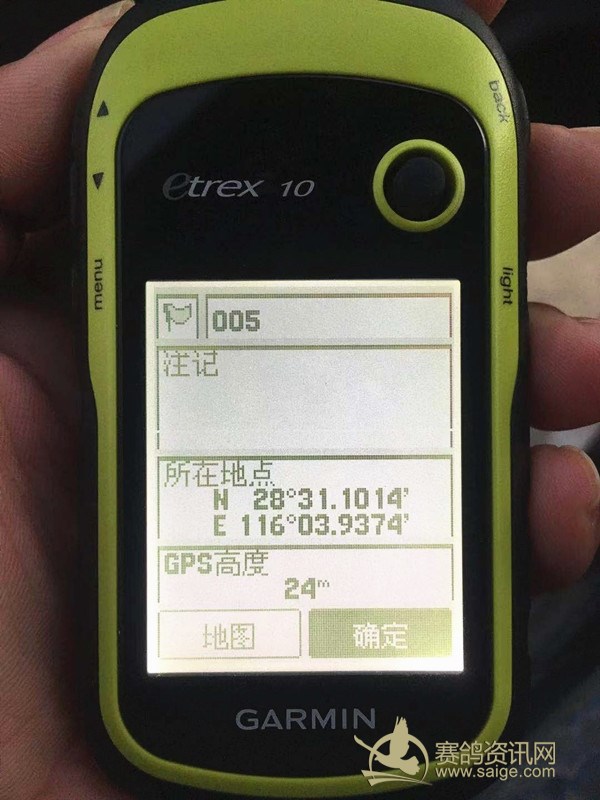 back
etrex 10
menu
light
005
注记
所在地点
N 28°31.1014'
E 116°03.9374'
GPS高度
24m
地图
确定
GARMIN
赛鸽资讯网
www.saige.com